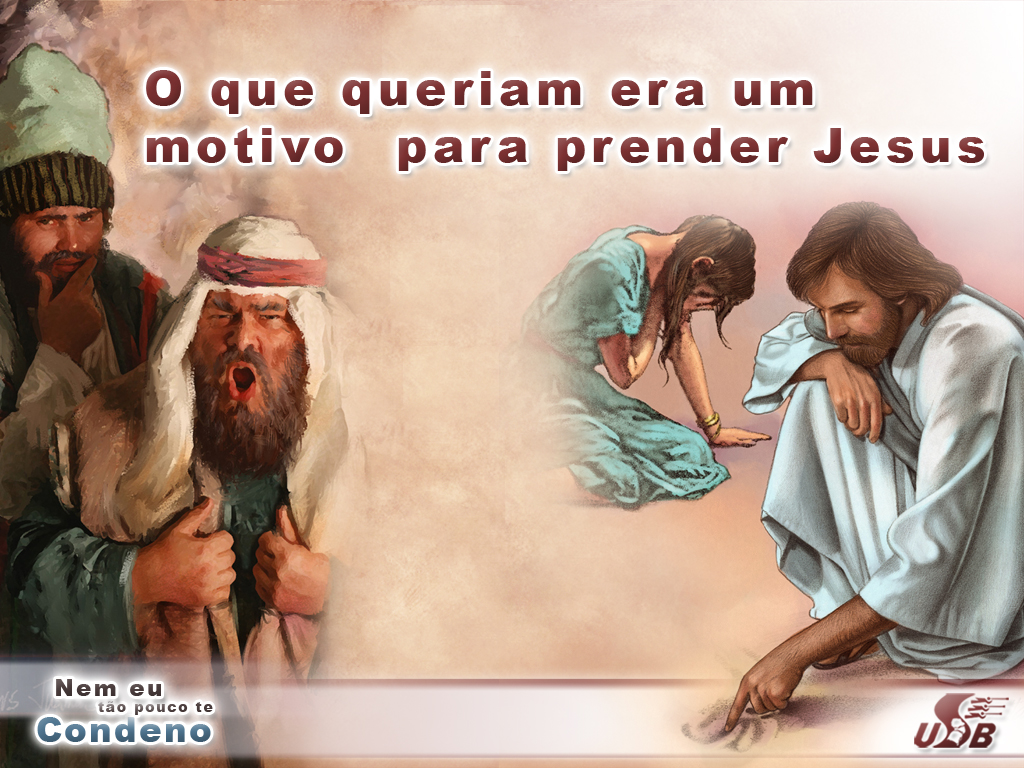 O que queriam era um
motivo para prender Jesus
Nem eu
tão pouco te
Condeno
USB